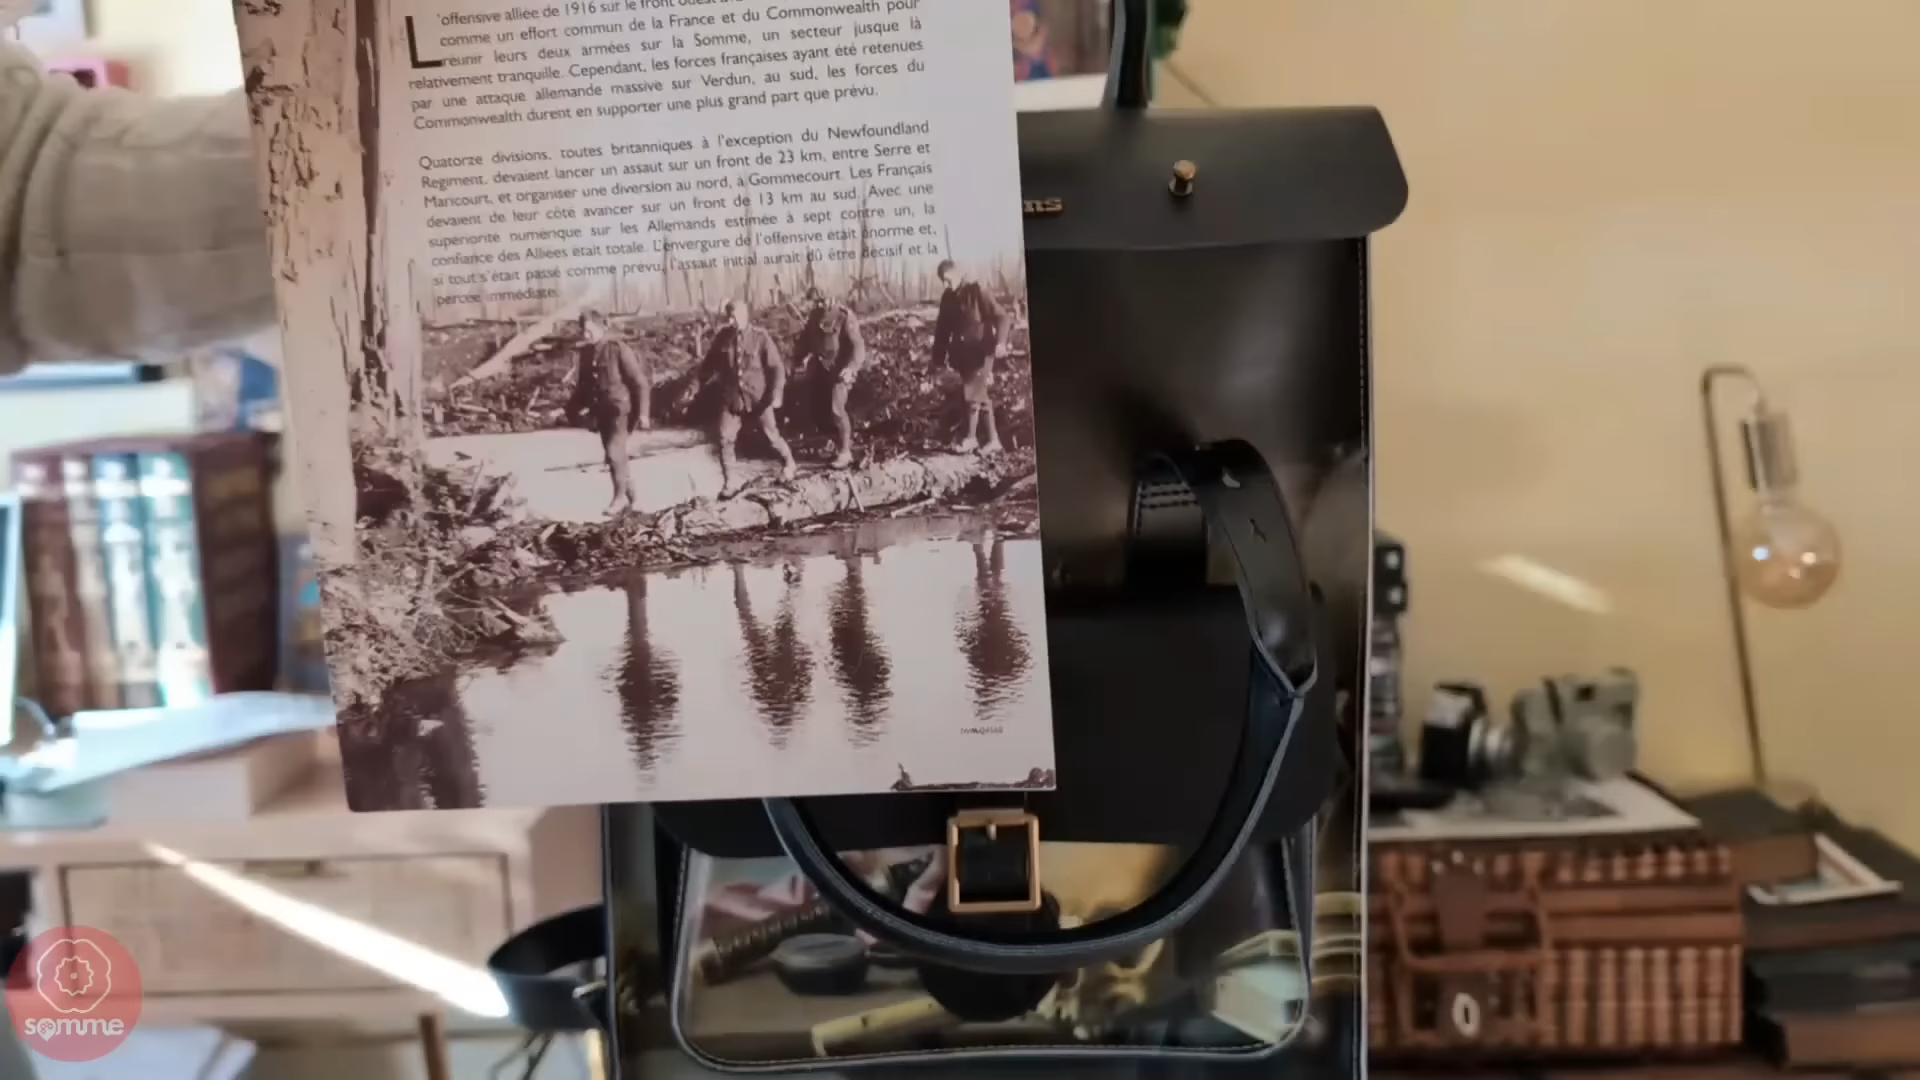 L'offensive alliée de 1916 sur le front ouest
comme un effort commun de la France et du Commonwealth pour
réunir leurs deux armées sur la Somme, un secteur jusque là
relativement tranquille. Cependant, les forces françaises ayant été retenues
par une attaque allemande massive sur Verdun, au sud, les forces du
Commonwealth durent en supporter une plus grand part que prévu.
Quatorze divisions, toutes britanniques à l'exception du Newfoundland
Regiment, devaient lancer un assaut sur un front de 23 km, entre Serre et
Maricourt, et organiser une diversion au nord, à Gommecourt. Les Français
devaient de leur côté avancer sur un front de 13 km au sud. Avec une
supériorité numérique sur les Allemands estimée à sept contre un, la
confiance des Alliées était totale. L'envergure de l'offensive était énorme et,
si tout s'était passé comme prévu, l'assaut initial aurait dû être décisif et la
percée immédiate.
ns
somme